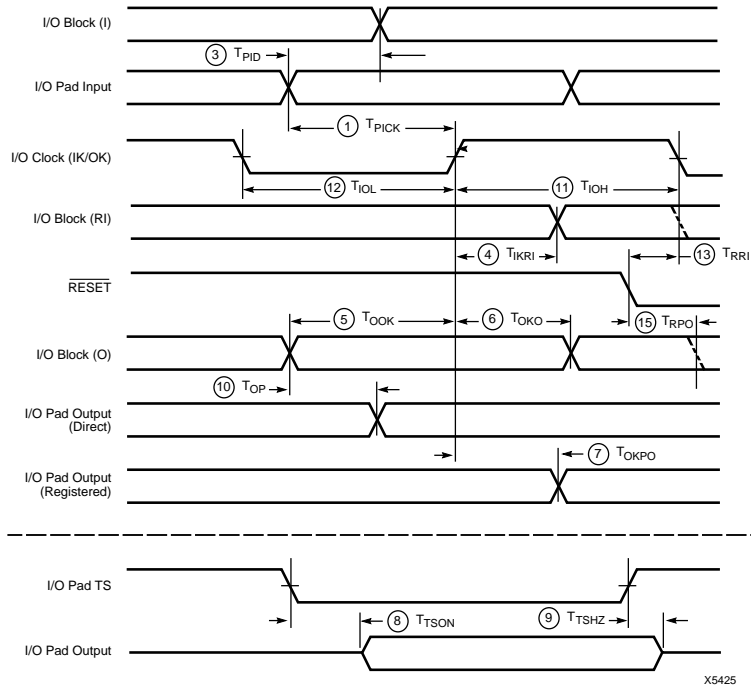 I/O Block (I)
3 TPID
I/O Pad Input
1 TPICK
I/O Clock (IK/OK)
12 TIOL
11 TIOH
I/O Block (RI)
4 TIKRI
13 TRRI
RESET
5 TOOK
6 TOKO
15 TRPO
I/O Block (O)
10 TOP
I/O Pad Output
(Direct)
7 TOKPO
I/O Pad Output
(Registered)
I/O Pad TS
8 TTSON
9 TTSHZ
I/O Pad Output
X5425